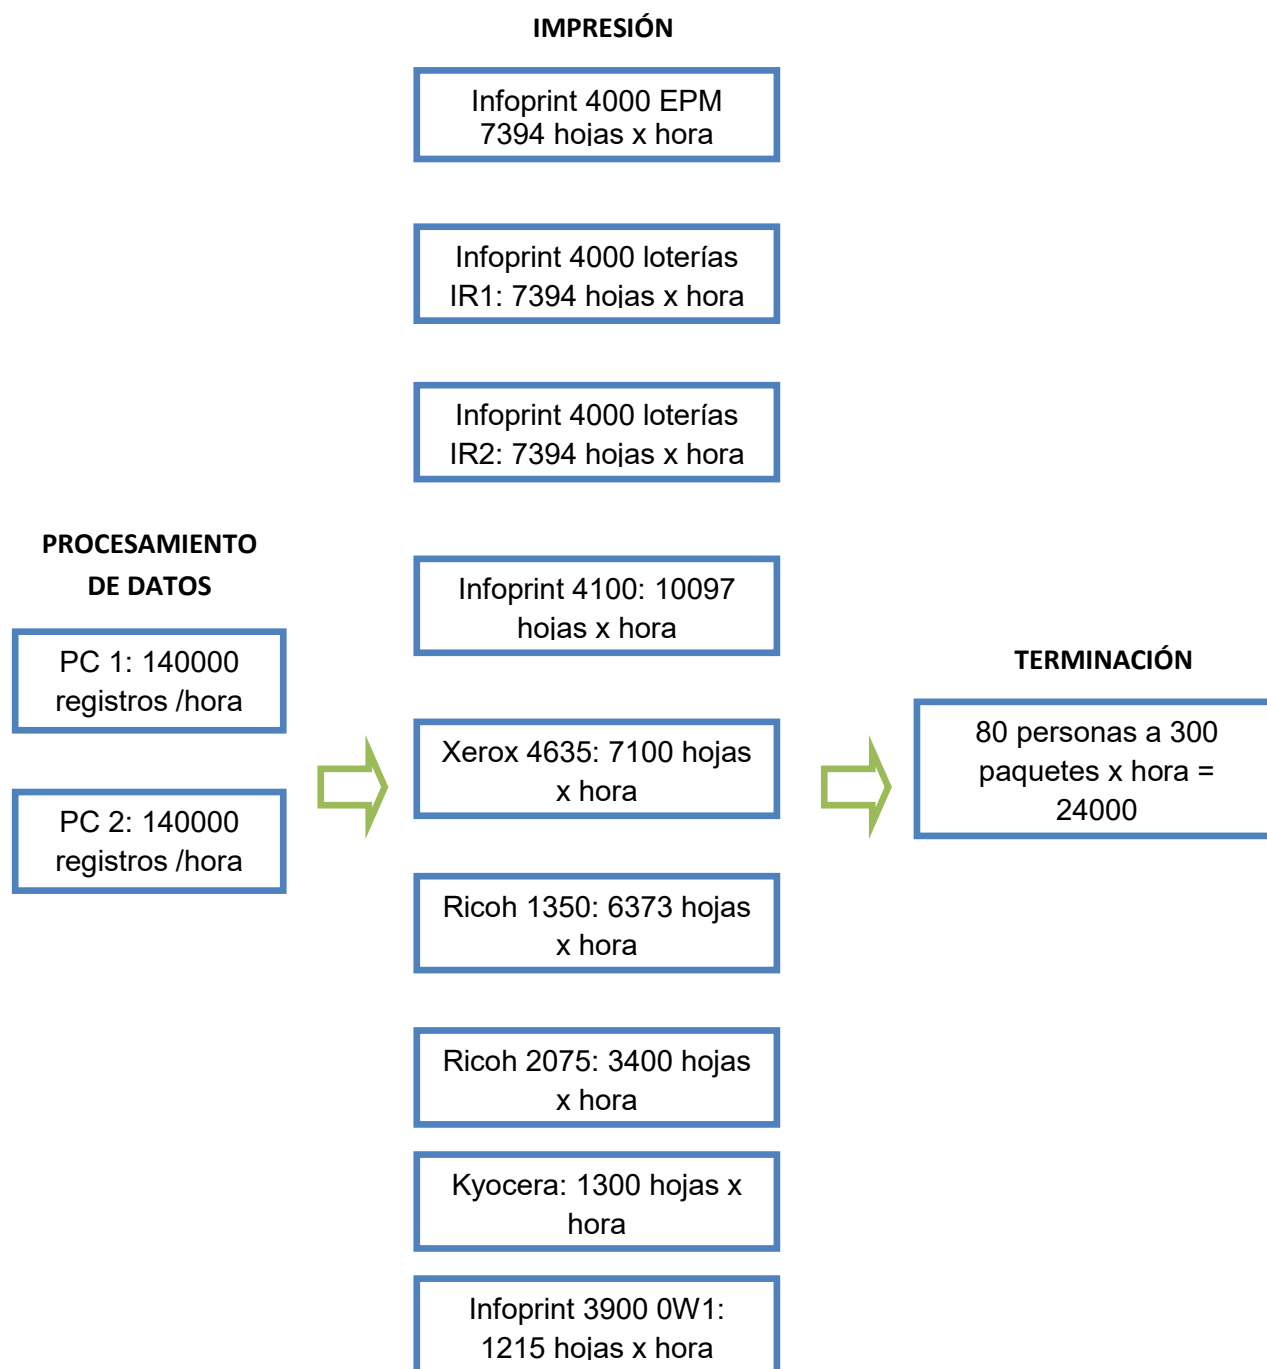 IMPRESIÓN
Infoprint 4000 EPM
7394 hojas x hora
Infoprint 4000 loterías
IR1: 7394 hojas x hora
Infoprint 4000 loterías
IR2: 7394 hojas x hora
PROCESAMIENTO
DE DATOS
PC 1: 140000
registros /hora
PC 2: 140000
registros /hora
Infoprint 4100: 10097
hojas x hora
Xerox 4635: 7100 hojas
x hora
Ricoh 1350: 6373 hojas
x hora
Ricoh 2075: 3400 hojas
x hora
Kyocera: 1300 hojas x
hora
Infoprint 3900 0W1:
1215 hojas x hora
TERMINACIÓN
80 personas a 300
paquetes x hora =
24000